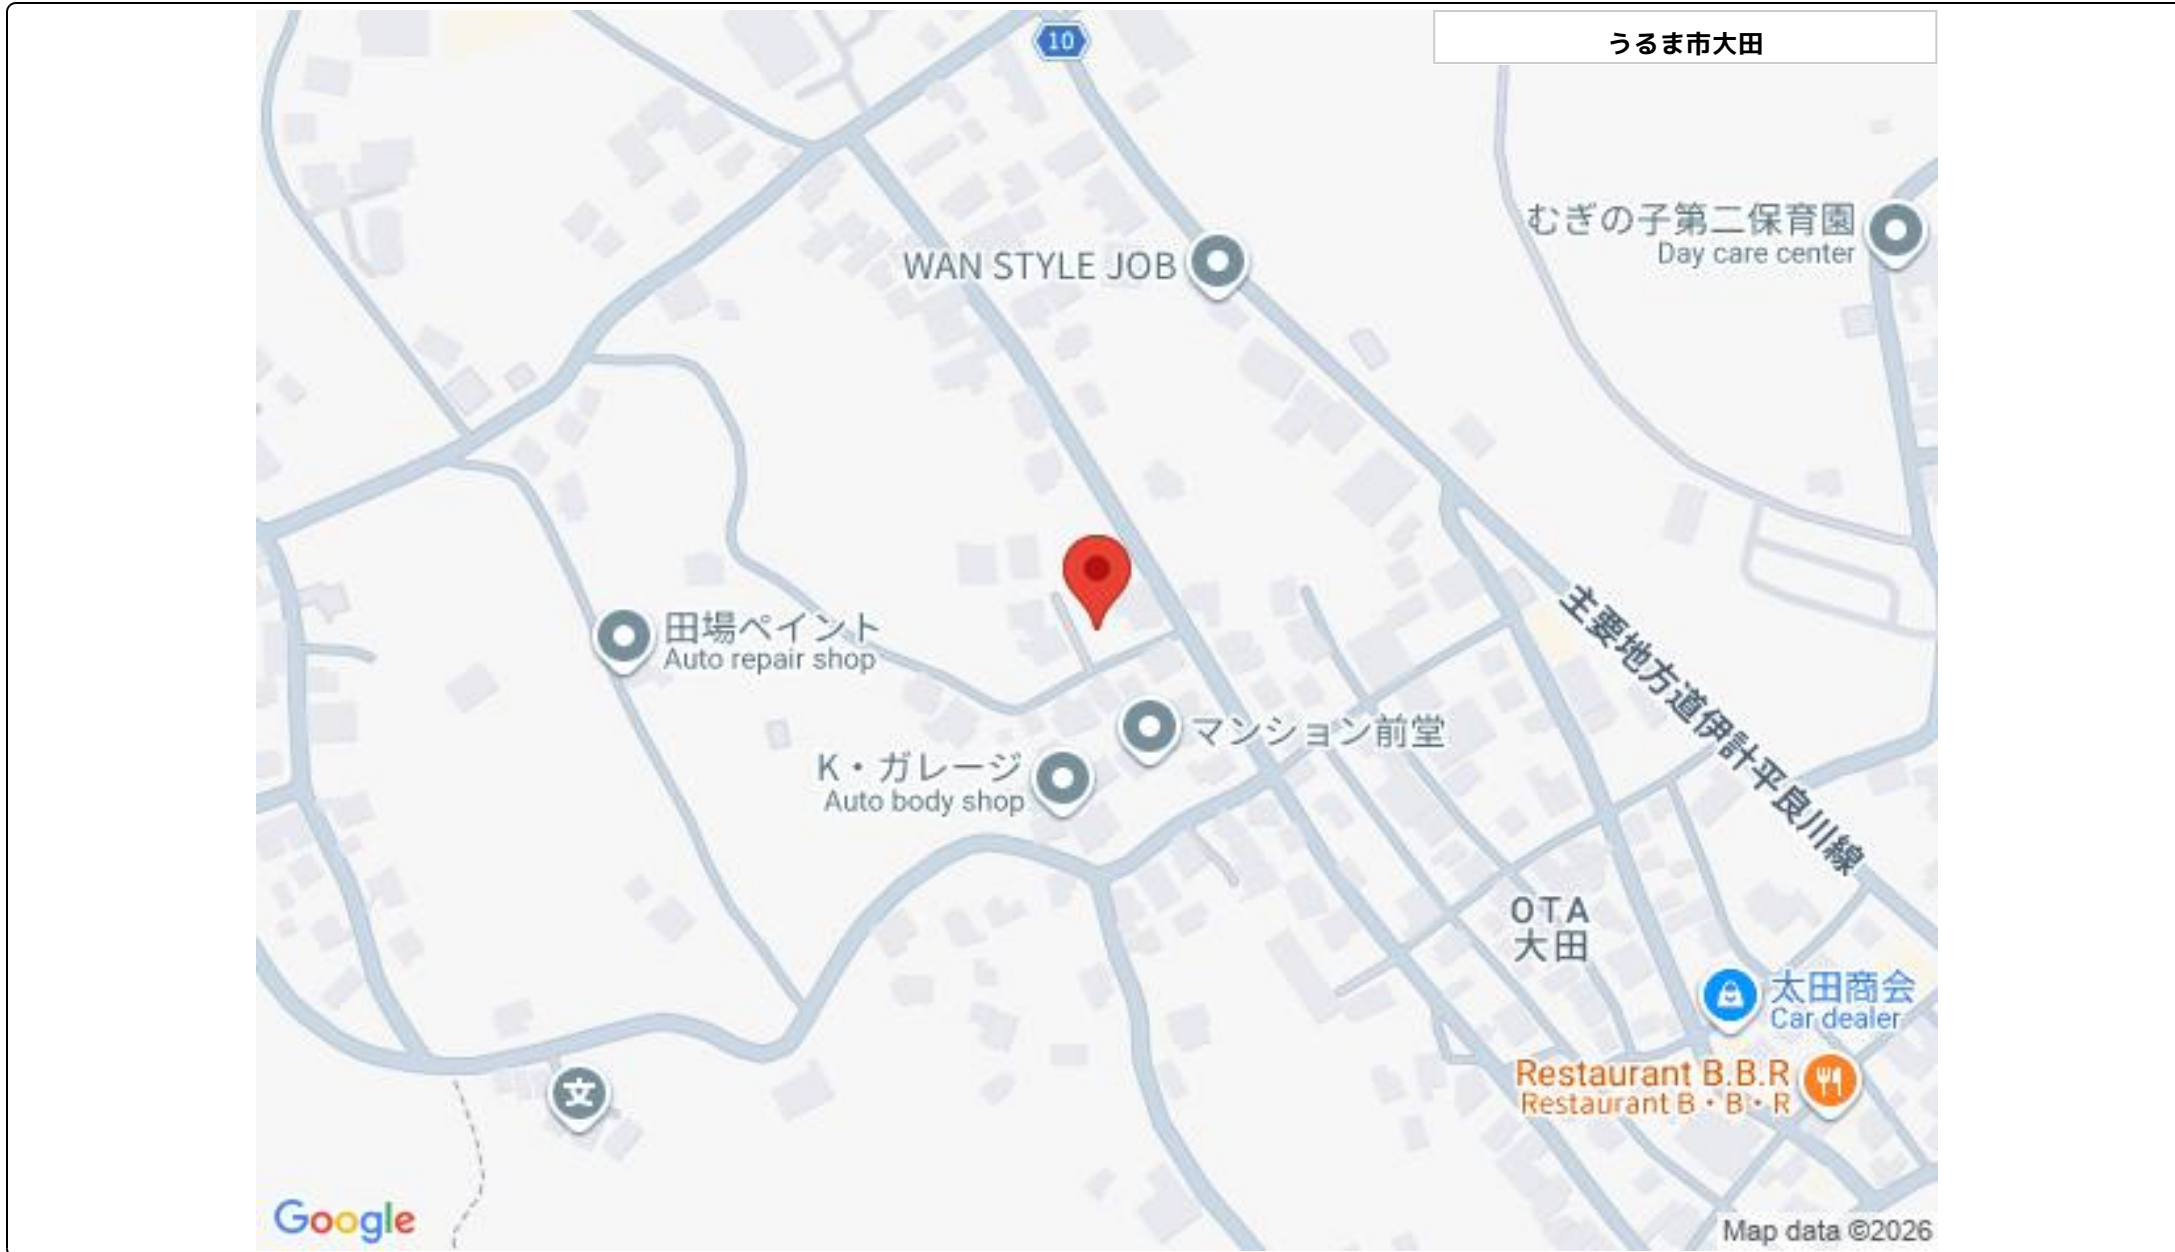 10
うるま市大田
むぎの子第二保育園
Day care center
WAN STYLE JOB
田場ペイント
Auto repair shop
主要地方道伊計平良川線
マンション前堂
K・ガレージ
Auto body shop
OTA
大田
太田商会
Car dealer
Restaurant B.B.R
Restaurant B・B・R
文
Google
Map data ©2026